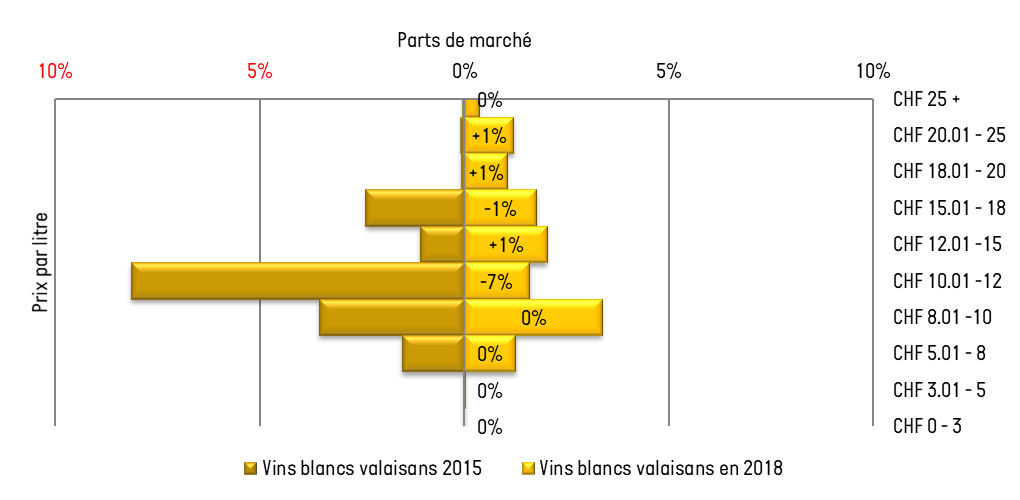 Parts de marché
10% 5% 0% 5% 10%
0% CHF 25 +
+1% CHF 20.01 - 25
+1% CHF 18.01 - 20
-1% CHF 15.01 - 18
+1% CHF 12.01 -15
-7% CHF 10.01 -12
0% CHF 8.01 -10
0% CHF 5.01 - 8
0% CHF 3.01 - 5
0% CHF 0 - 3
Prix par litre
Vins blancs valaisans 2015 Vins blancs valaisans en 2018